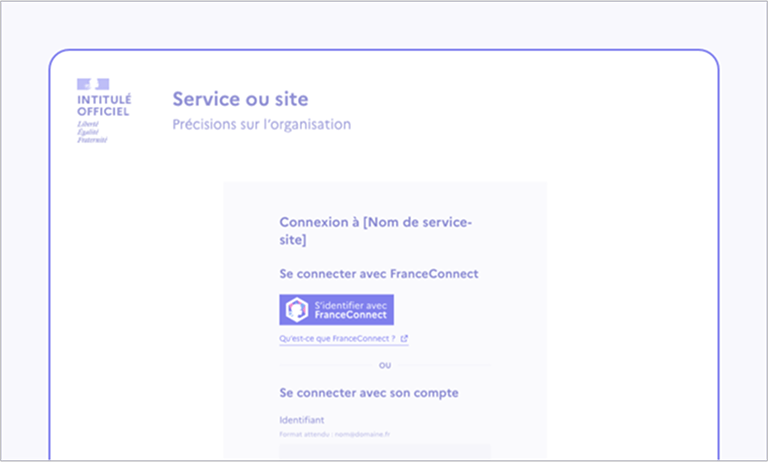 INTITULÉ
OFFICIEL
Liberté
Égalité
Fraternité
Service ou site
Précisions sur l'organisation
Connexion à [Nom de service-
site]
Se connecter avec FranceConnect
S'identifier avec
FranceConnect
Qu'est-ce que FranceConnect ?
OU
Se connecter avec son compte
Identifiant
Format attendu : nom@domaine.fr